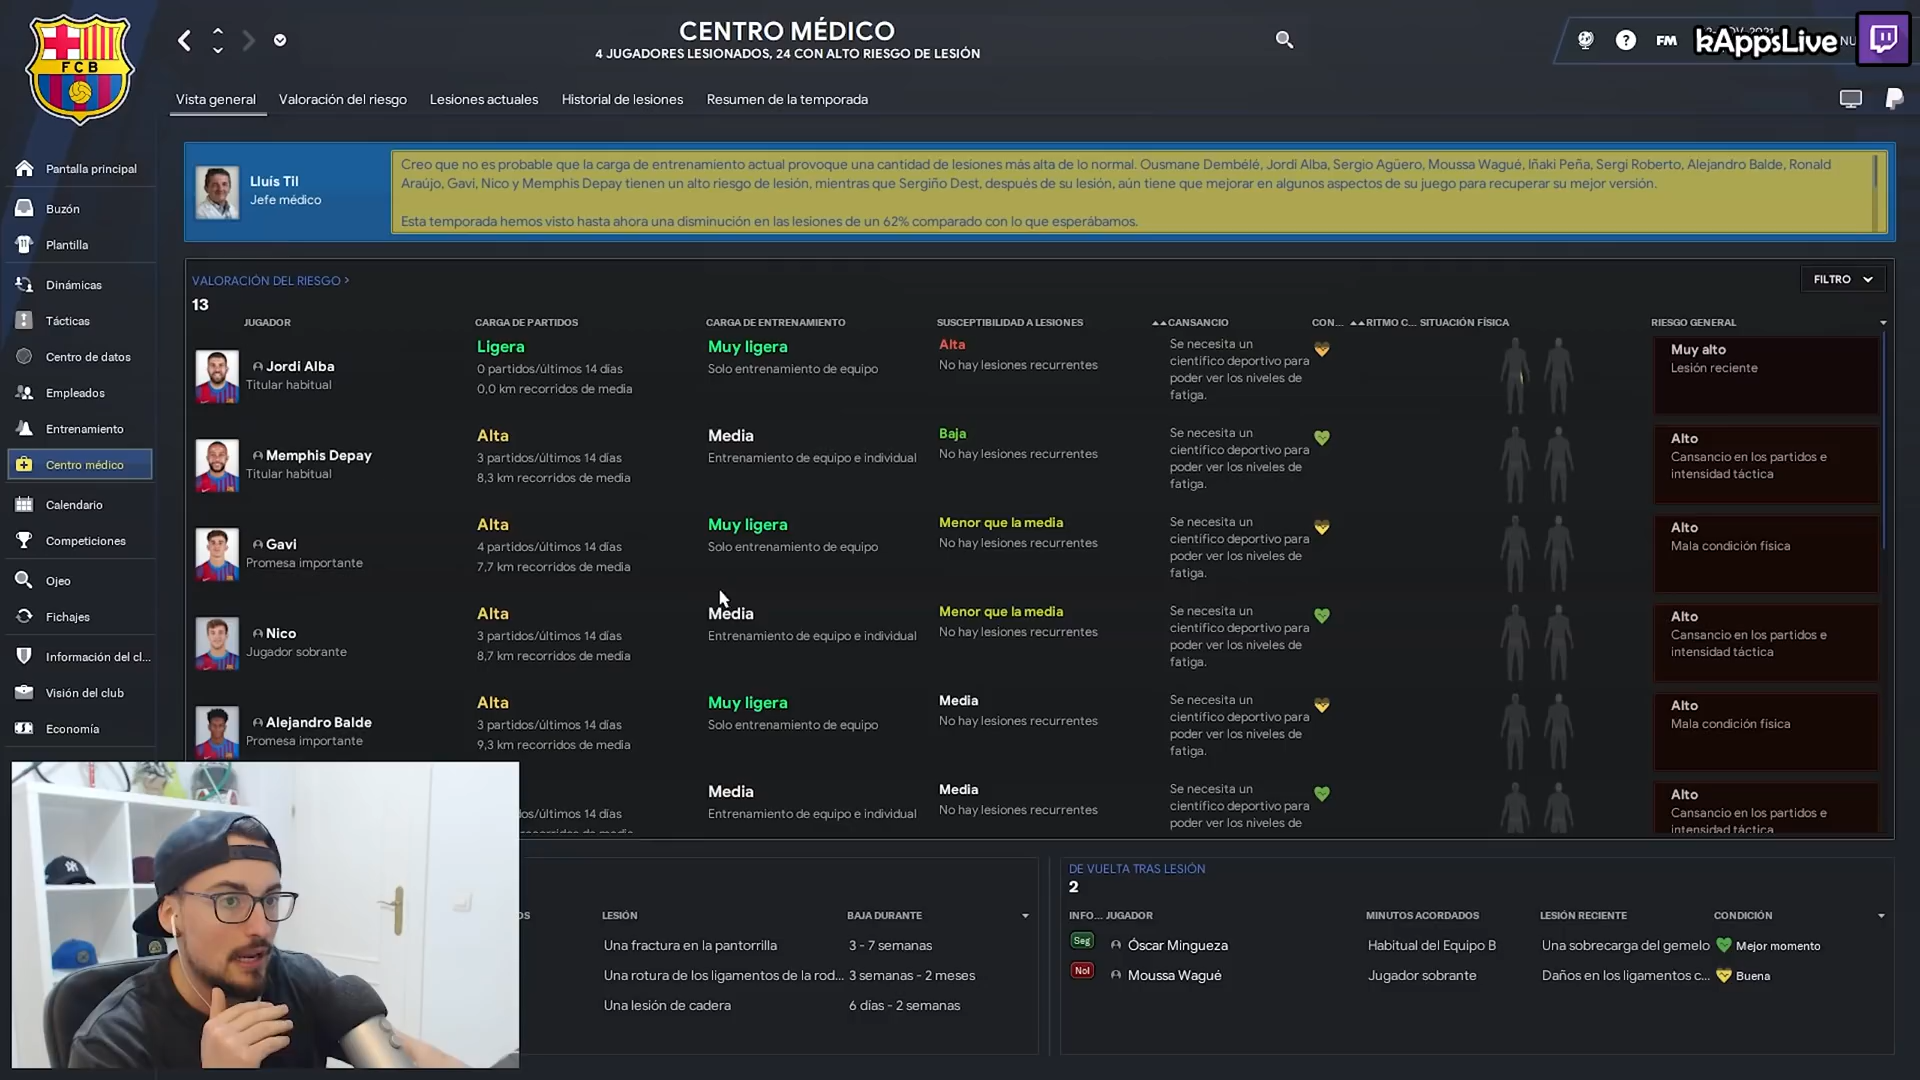 CENTRO MÉDICO
4 JUGADORES LESIONADOS, 24 CON ALTO RIESGO DE LESIÓN
FM
kAppsLive
FCB
Vista general
Valoración del riesgo
Lesiones actuales
Historial de lesiones
Resumen de la temporada
Pantalla principal
Buzón
Plantilla
Dinámicas
Tácticas
Centro de datos
Empleados
Entrenamiento
Centro médico
Calendario
Competiciones
Ojeo
Fichajes
Información del cl...
Visión del club
Economía
Lluís Til
Jefe médico
Creo que no es probable que la carga de entrenamiento actual provoque una cantidad de lesiones más alta de lo normal. Ousmane Dembélé, Jordi Alba, Sergio Agüero, Moussa Wagué, Iñaki Peña, Sergi Roberto, Alejandro Balde, Ronald
Araújo, Gavi, Nico y Memphis Depay tienen un alto riesgo de lesión, mientras que Sergiño Dest, después de su lesión, aún tiene que mejorar en algunos aspectos de su juego para recuperar su mejor versión.
Esta temporada hemos visto hasta ahora una disminución en las lesiones de un 62% comparado con lo que esperábamos.
VALORACIÓN DEL RIESGO >
13
FILTRO
JUGADOR CARGA DE PARTIDOS CARGA DE ENTRENAMIENTO SUSCEPTIBILIDAD A LESIONES CANSANCIO CON... RITMO C... SITUACIÓN FÍSICA RIESGO GENERAL
Jordi Alba
Titular habitual
Ligera
0 partidos/últimos 14 días
0,0 km recorridos de media
Muy ligera
Solo entrenamiento de equipo
Alta
No hay lesiones recurrentes
Se necesita un
científico deportivo para
poder ver los niveles de
fatiga.
Muy alto
Lesión reciente
Memphis Depay
Titular habitual
Alta
3 partidos/últimos 14 días
8,3 km recorridos de media
Media
Entrenamiento de equipo e individual
Baja
No hay lesiones recurrentes
Se necesita un
científico deportivo para
poder ver los niveles de
fatiga.
Alto
Cansancio en los partidos e
intensidad táctica
Gavi
Promesa importante
Alta
4 partidos/últimos 14 días
7,7 km recorridos de media
Muy ligera
Solo entrenamiento de equipo
Menor que la media
No hay lesiones recurrentes
Se necesita un
científico deportivo para
poder ver los niveles de
fatiga.
Alto
Mala condición física
Nico
Jugador sobrante
Alta
3 partidos/últimos 14 días
8,7 km recorridos de media
Media
Entrenamiento de equipo e individual
Menor que la media
No hay lesiones recurrentes
Se necesita un
científico deportivo para
poder ver los niveles de
fatiga.
Alto
Cansancio en los partidos e
intensidad táctica
Alejandro Balde
Promesa importante
Alta
3 partidos/últimos 14 días
9,3 km recorridos de media
Muy ligera
Solo entrenamiento de equipo
Media
No hay lesiones recurrentes
Se necesita un
científico deportivo para
poder ver los niveles de
fatiga.
Alto
Mala condición física
dos/últimos 14 días
Media
Entrenamiento de equipo e individual
Media
No hay lesiones recurrentes
Se necesita un
científico deportivo para
poder ver los niveles de
Alto
Cansancio en los partidos e
intensidad táctica
OS LESIÓN BAJA DURANTE
Una fractura en la pantorrilla 3 - 7 semanas
Una rotura de los ligamentos de la rod... 3 semanas - 2 meses
Una lesión de cadera 6 días - 2 semanas
DE VUELTA TRAS LESIÓN
2
INFO... JUGADOR MINUTOS ACORDADOS LESIÓN RECIENTE CONDICIÓN
Seg Óscar Mingueza Habitual del Equipo B Una sobrecarga del gemelo Mejor momento
Nol Moussa Wagué Jugador sobrante Daños en los ligamentos c... Buena